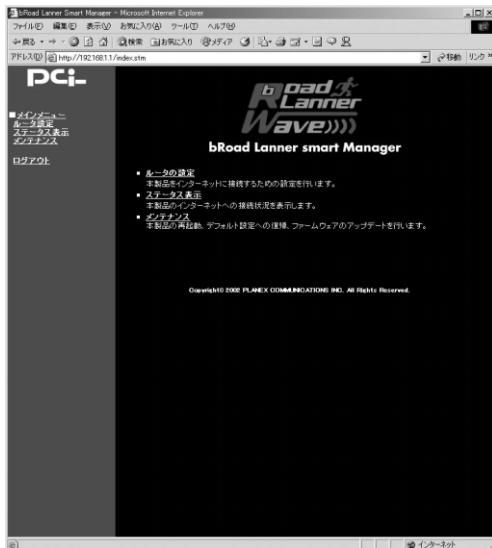 bRoad Lanner Smart Manager - Microsoft Internet Explorer
ファイル(F) 編集(E) 表示(V) お気に入り(A) ツール(T) ヘルプ(H)
戻る 検索 お気に入り メディア
アドレス(D) http://192.168.1.1/index.stm 移動 リンク
PCi
bRoad
Lanner
Wave))))
bRoad Lanner smart Manager
■メインメニュー
ルータ設定
ステータス表示
メンテナンス
ログアウト
ルータの設定
本製品をインターネットに接続するための設定を行います。
ステータス表示
本製品のインターネットへの接続状況を表示します。
メンテナンス
本製品の再起動、デフォルト設定への復帰、ファームウェアのアップデートを行います。
Copyright© 2002 PLANEX COMMUNICATIONS INC. All Rights Reserved.
インターネット